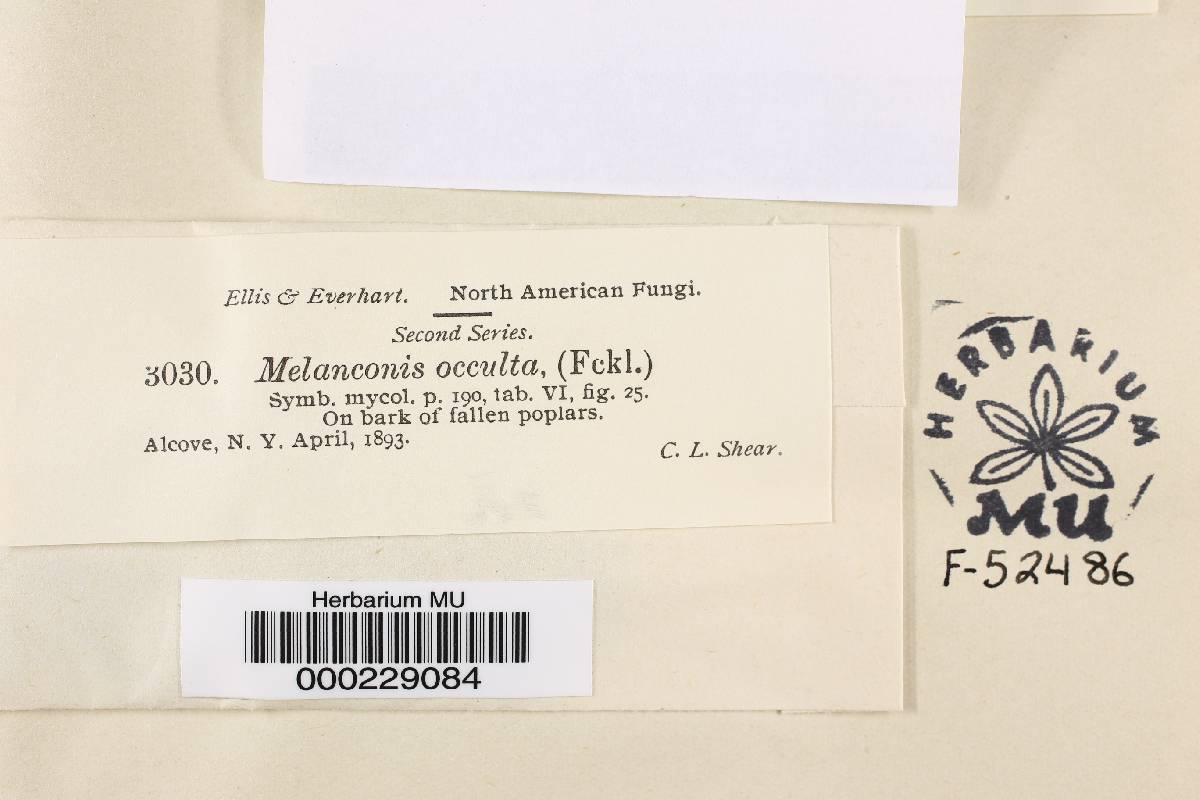 Ellis & Everhart. North American Fungi.
Second Series.
3030. Melanconis occulta, (Fckl.)
Symb. mycol. p. 190, tab. VI, fig. 25.
On bark of fallen poplars.
Alcove, N. Y. April, 1893.
C. L. Shear.
HERBARIUM
MU
F-52486
Herbarium MU
000229084